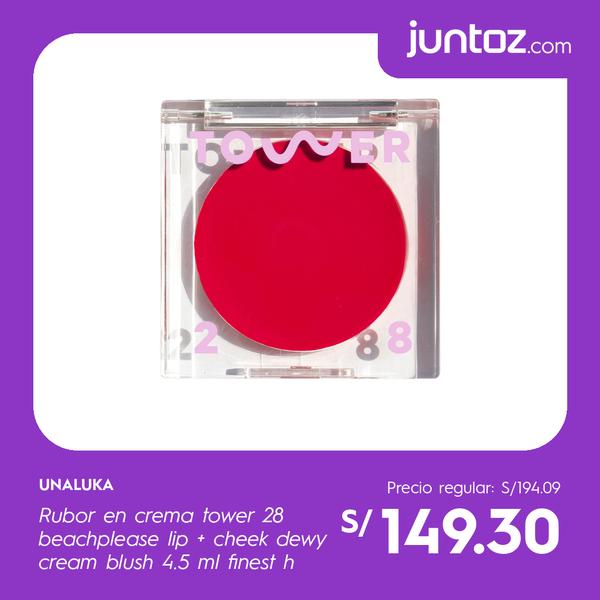 juntoz.com
TOWER
2 8
UNALUKA
Rubor en crema tower 28
beachplease lip + cheek dewy
cream blush 4.5 ml finest h
Precio regular: S/194.09
S/149.30